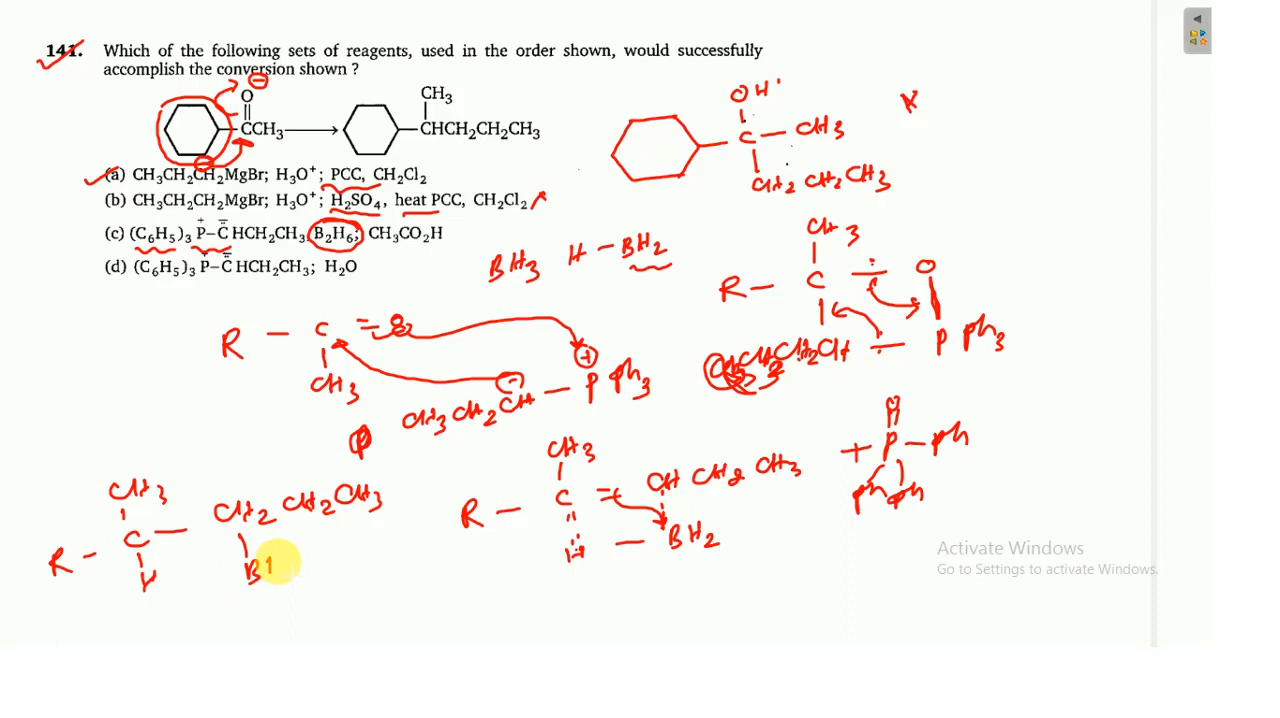 141. Which of the following sets of reagents, used in the order shown, would successfully
accomplish the conversion shown ?
O
CCH₃
CH₃
CHCH₂CH₂CH₃
(a) CH₃CH₂CH₂MgBr; H₃O⁺; PCC, CH₂Cl₂
(b) CH₃CH₂CH₂MgBr; H₃O⁺; H₂SO₄, heat PCC, CH₂Cl₂
(c) (C₆H₅)₃ P⁺–C̄HCH₂CH₃; B₂H₆; CH₃CO₂H
(d) (C₆H₅)₃ P⁺–C̄HCH₂CH₃; H₂O
OH
C – CH₃
CH₂ CH₂ CH₃
BH₃ H – BH₂
CH₃
R – C O
P Ph₃
R – C =
CH₃
CH₃ CH₂ CH – P Ph₃
CH₃
R – C = CH CH₂ CH₃
H – BH₂
+ P – Ph
Ph Ph
CH₃
R – C – CH₂ CH₂ CH₃
H B
Activate Windows
Go to Settings to activate Windows.